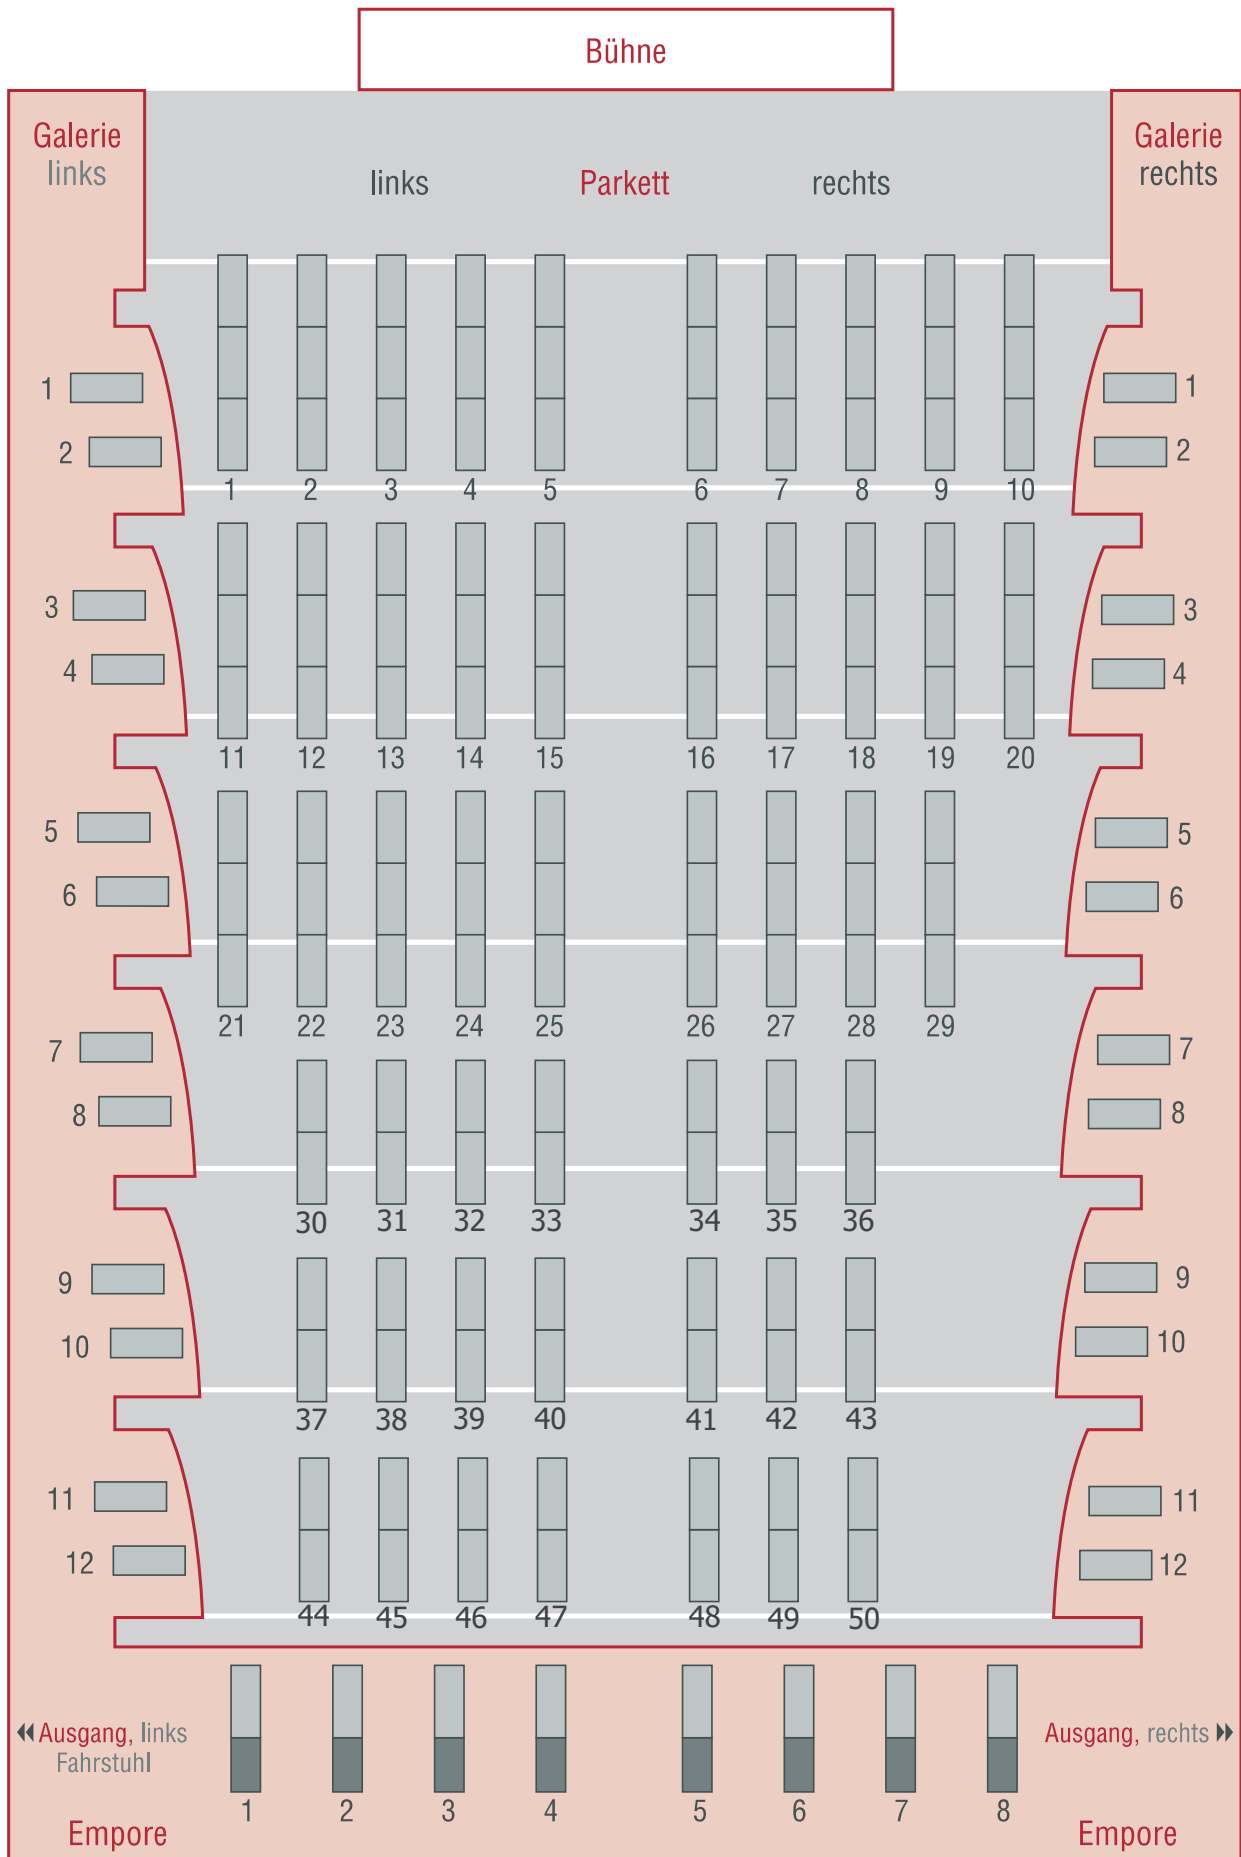 Bühne
Galerie
links
links Parkett rechts
Galerie
rechts
1 1
2 2
1 2 3 4 5 6 7 8 9 10
3 3
4 4
11 12 13 14 15 16 17 18 19 20
5 5
6 6
21 22 23 24 25 26 27 28 29
7 7
8 8
30 31 32 33 34 35 36
9 9
10 10
37 38 39 40 41 42 43
11 11
12 12
44 45 46 47 48 49 50
Ausgang, links
Fahrstuhl
Ausgang, rechts
1 2 3 4 5 6 7 8
Empore Empore